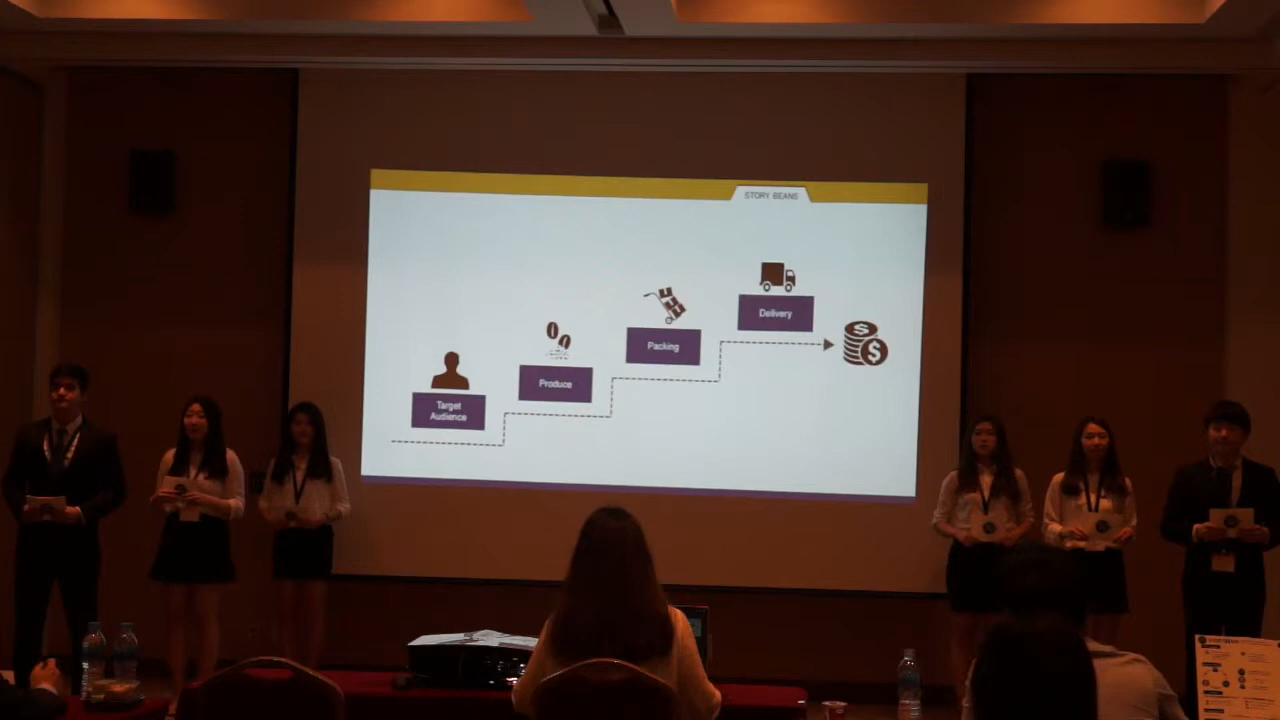 STORY BEANS
Delivery
Packing
Produce
Target
Audience